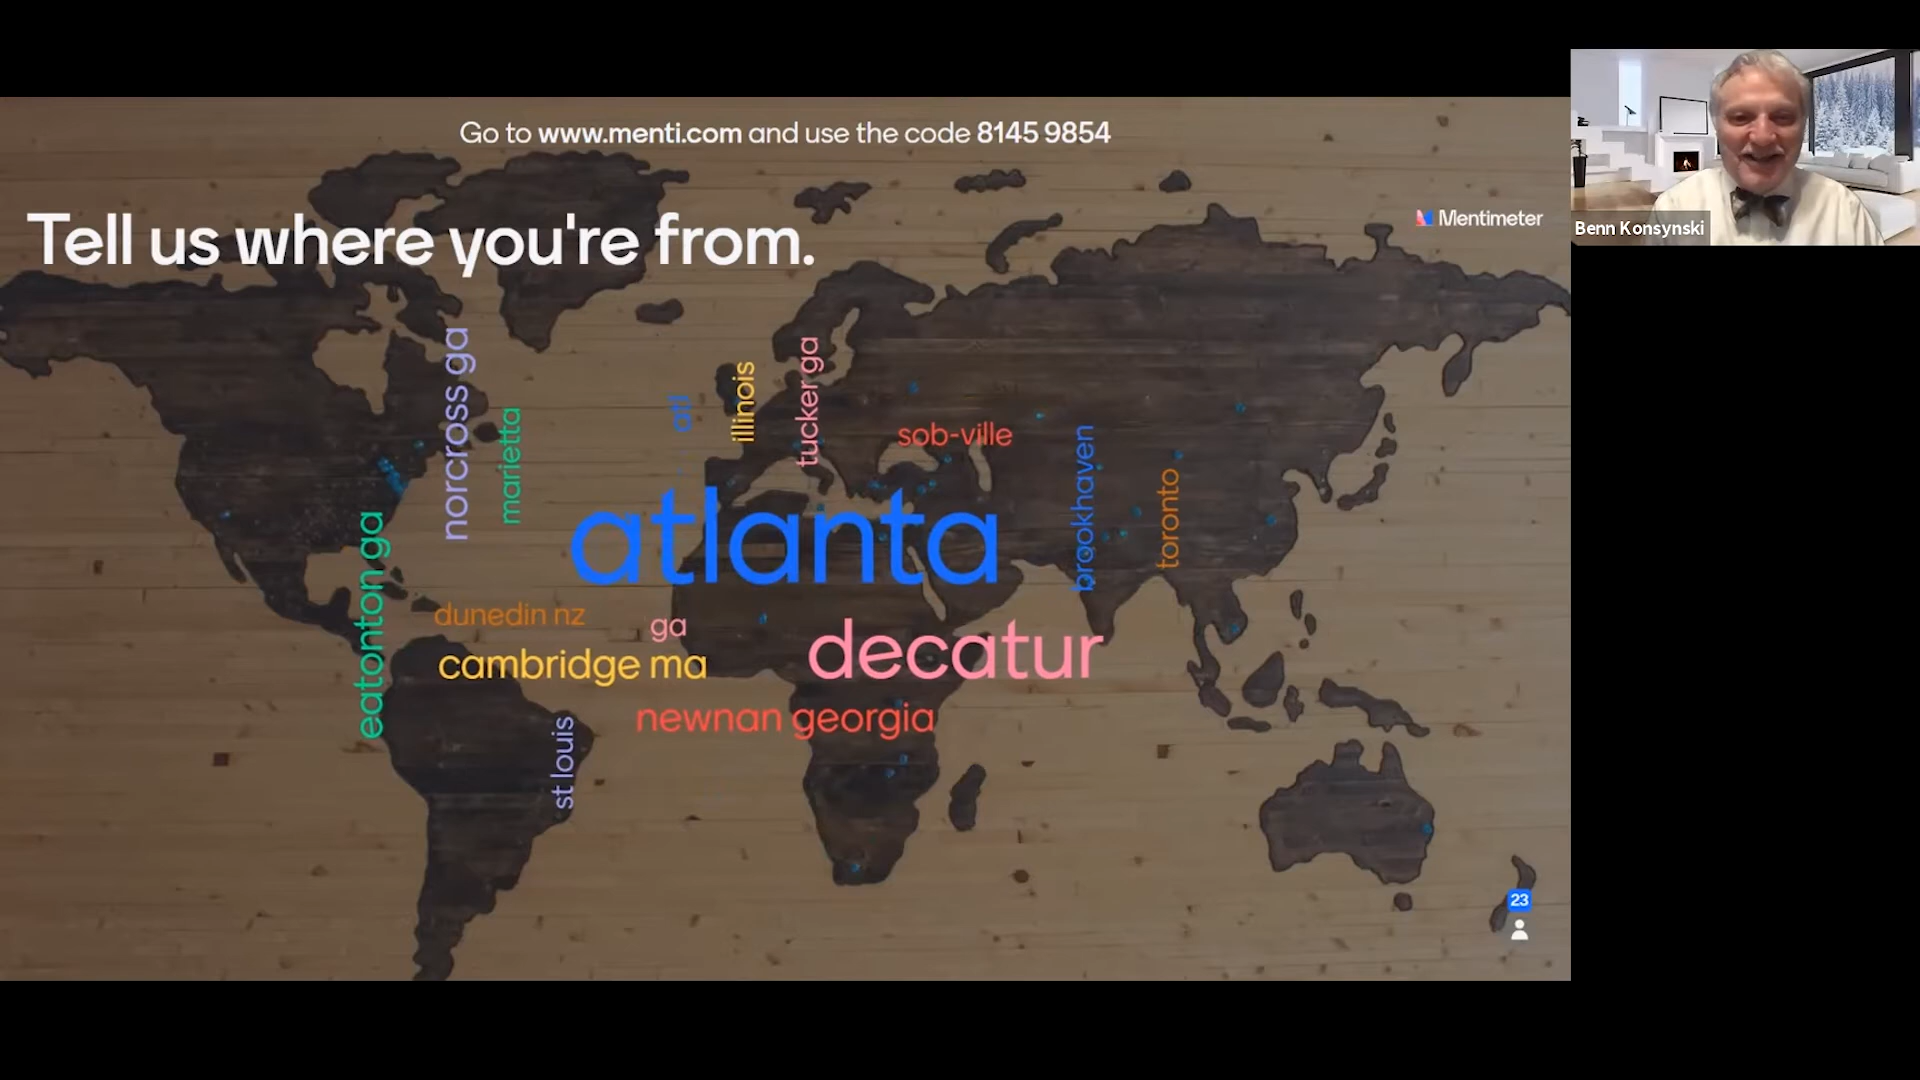 Go to www.menti.com and use the code 8145 9854
Mentimeter
Benn Konsynski
Tell us where you're from.
norcross ga
marietta
atl
illinois
tucker ga
sob-ville
brookhaven
toronto
atlanta
eatonton ga
dunedin nz
ga
cambridge ma
decatur
newnan georgia
st louis
23